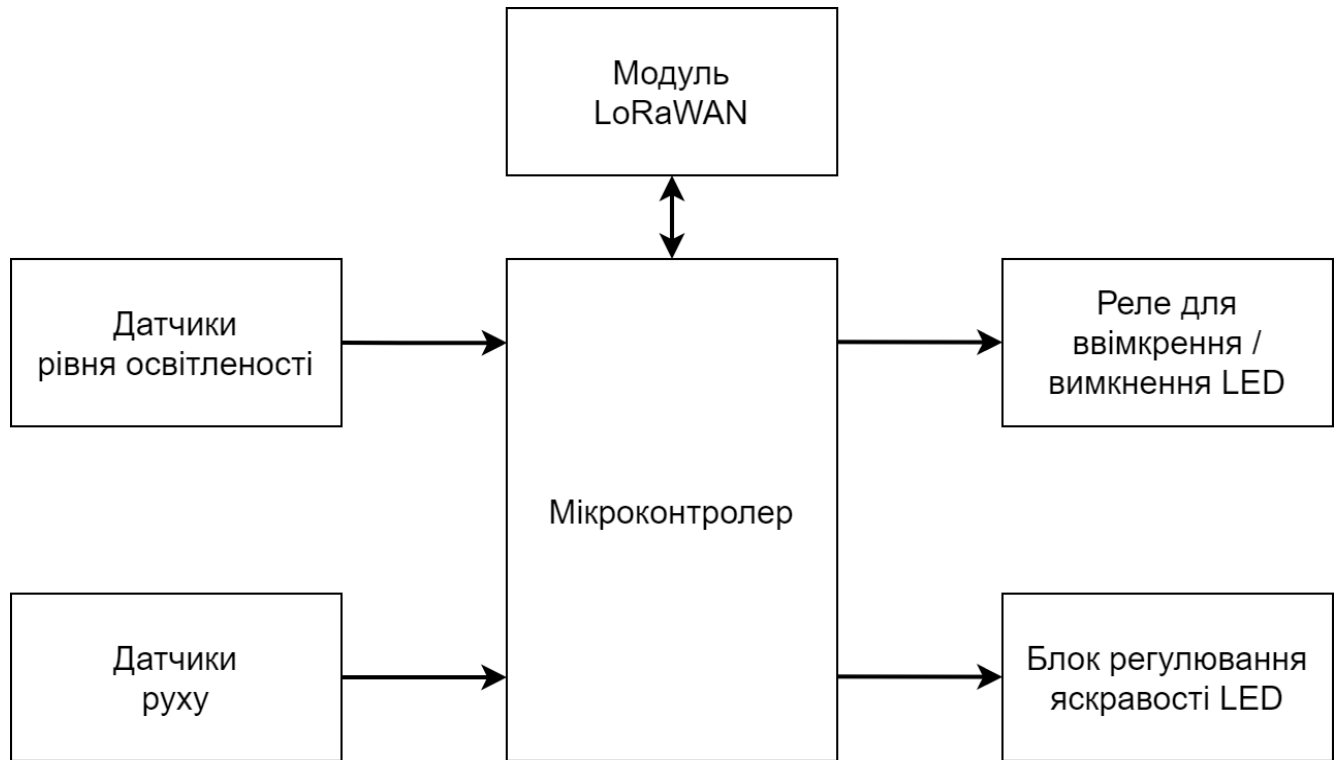 Модуль
LoRaWAN
Датчики
рівня освітленості
Реле для
ввімкрення /
вимкнення LED
Мікроконтролер
Датчики
руху
Блок регулювання
яскравості LED